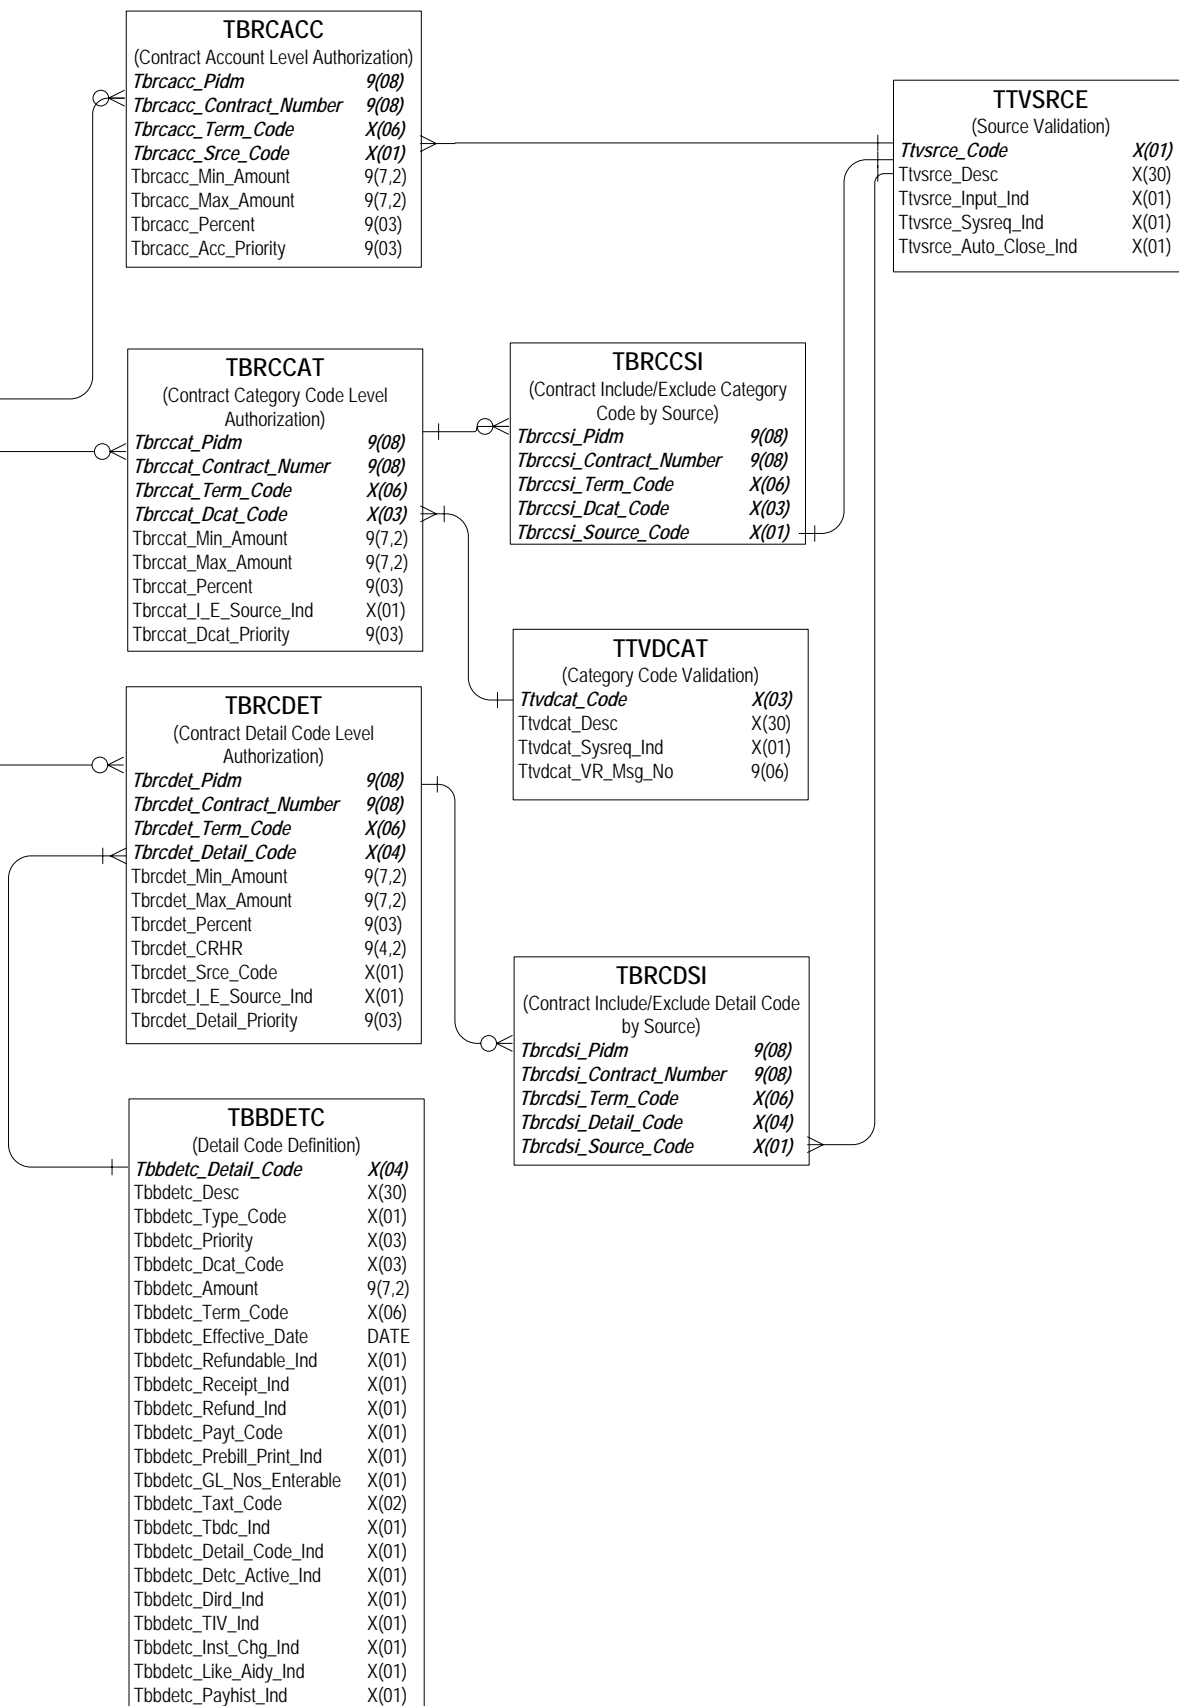 TBRCACC
(Contract Account Level Authorization)
Tbrcacc_Pidm 9(08)
Tbrcacc_Contract_Number 9(08)
Tbrcacc_Term_Code X(06)
Tbrcacc_Srce_Code X(01)
Tbrcacc_Min_Amount 9(7,2)
Tbrcacc_Max_Amount 9(7,2)
Tbrcacc_Percent 9(03)
Tbrcacc_Acc_Priority 9(03)
TTVSRCE
(Source Validation)
Ttvsrce_Code X(01)
Ttvsrce_Desc X(30)
Ttvsrce_Input_Ind X(01)
Ttvsrce_Sysreq_Ind X(01)
Ttvsrce_Auto_Close_Ind X(01)
TBRCCAT
(Contract Category Code Level
Authorization)
Tbrccat_Pidm 9(08)
Tbrccat_Contract_Numer 9(08)
Tbrccat_Term_Code X(06)
Tbrccat_Dcat_Code X(03)
Tbrccat_Min_Amount 9(7,2)
Tbrccat_Max_Amount 9(7,2)
Tbrccat_Percent 9(03)
Tbrccat_I_E_Source_Ind X(01)
Tbrccat_Dcat_Priority 9(03)
TBRCCSI
(Contract Include/Exclude Category
Code by Source)
Tbrccsi_Pidm 9(08)
Tbrccsi_Contract_Number 9(08)
Tbrccsi_Term_Code X(06)
Tbrccsi_Dcat_Code X(03)
Tbrccsi_Source_Code X(01)
TTVDCAT
(Category Code Validation)
Ttvdcat_Code X(03)
Ttvdcat_Desc X(30)
Ttvdcat_Sysreq_Ind X(01)
Ttvdcat_VR_Msg_No 9(06)
TBRCDET
(Contract Detail Code Level
Authorization)
Tbrcdet_Pidm 9(08)
Tbrcdet_Contract_Number 9(08)
Tbrcdet_Term_Code X(06)
Tbrcdet_Detail_Code X(04)
Tbrcdet_Min_Amount 9(7,2)
Tbrcdet_Max_Amount 9(7,2)
Tbrcdet_Percent 9(03)
Tbrcdet_CRHR 9(4,2)
Tbrcdet_Srce_Code X(01)
Tbrcdet_I_E_Source_Ind X(01)
Tbrcdet_Detail_Priority 9(03)
TBRCDSI
(Contract Include/Exclude Detail Code
by Source)
Tbrcdsi_Pidm 9(08)
Tbrcdsi_Contract_Number 9(08)
Tbrcdsi_Term_Code X(06)
Tbrcdsi_Detail_Code X(04)
Tbrcdsi_Source_Code X(01)
TBBDETC
(Detail Code Definition)
Tbbdetc_Detail_Code X(04)
Tbbdetc_Desc X(30)
Tbbdetc_Type_Code X(01)
Tbbdetc_Priority X(03)
Tbbdetc_Dcat_Code X(03)
Tbbdetc_Amount 9(7,2)
Tbbdetc_Term_Code X(06)
Tbbdetc_Effective_Date DATE
Tbbdetc_Refundable_Ind X(01)
Tbbdetc_Receipt_Ind X(01)
Tbbdetc_Refund_Ind X(01)
Tbbdetc_Payt_Code X(01)
Tbbdetc_Prebill_Print_Ind X(01)
Tbbdetc_GL_Nos_Enterable X(01)
Tbbdetc_Taxt_Code X(02)
Tbbdetc_Tbdc_Ind X(01)
Tbbdetc_Detail_Code_Ind X(01)
Tbbdetc_Detc_Active_Ind X(01)
Tbbdetc_Dird_Ind X(01)
Tbbdetc_TIV_Ind X(01)
Tbbdetc_Inst_Chg_Ind X(01)
Tbbdetc_Like_Aidy_Ind X(01)
Tbbdetc_Payhist_Ind X(01)